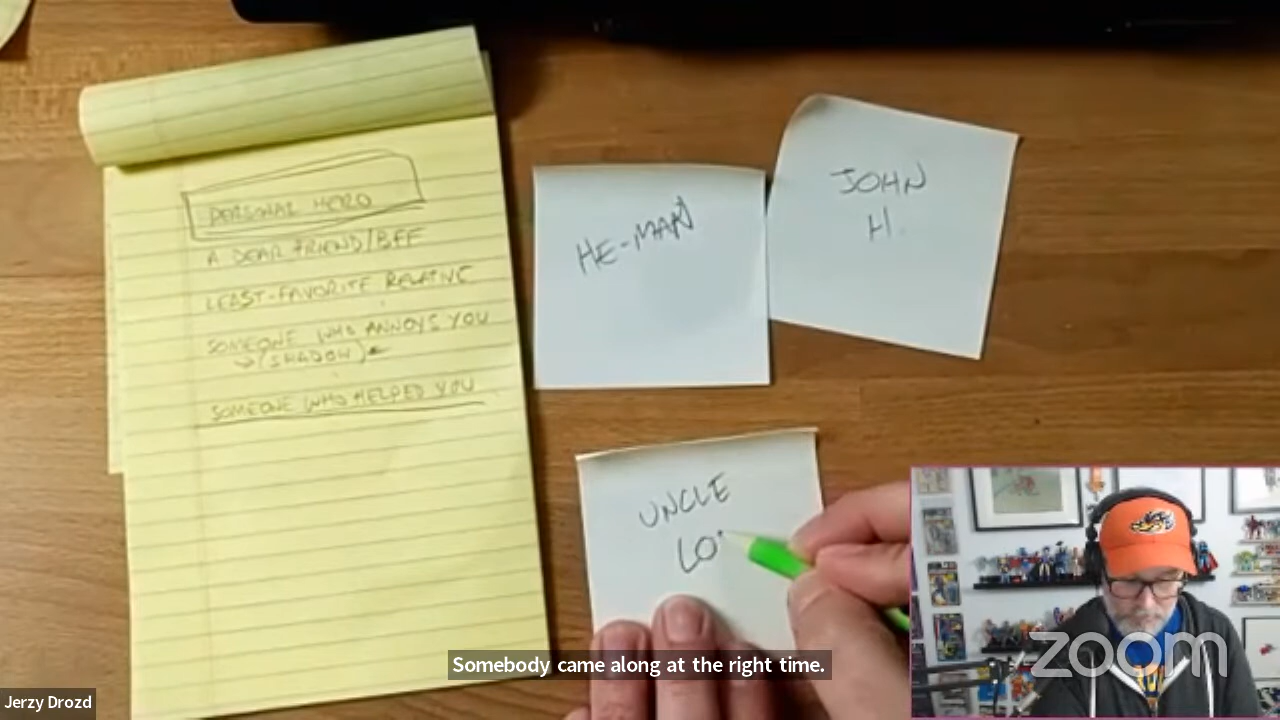 PERSONAL HERO
A DEAR FRIEND/BFF
LEAST-FAVORITE RELATIVE
SOMEONE WHO ANNOYS YOU
(SHADOW)
SOMEONE WHO HELPED YOU
HE-MAN
JOHN
H.
UNCLE
LO
Somebody came along at the right time.
Jerzy Drozd
zoom